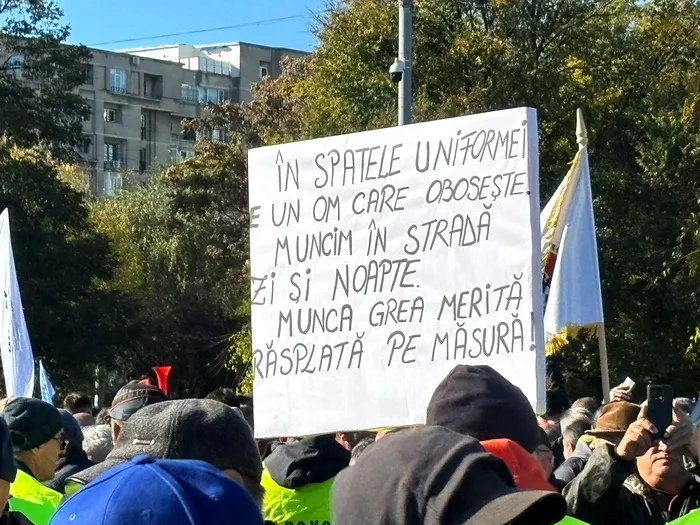 ÎN SPATELE UNIFORMEI
E UN OM CARE OBOSEȘTE.
MUNCIM ÎN STRADĂ
ZI ȘI NOAPTE.
MUNCA GREA MERITĂ
RĂSPLATĂ PE MĂSURĂ!